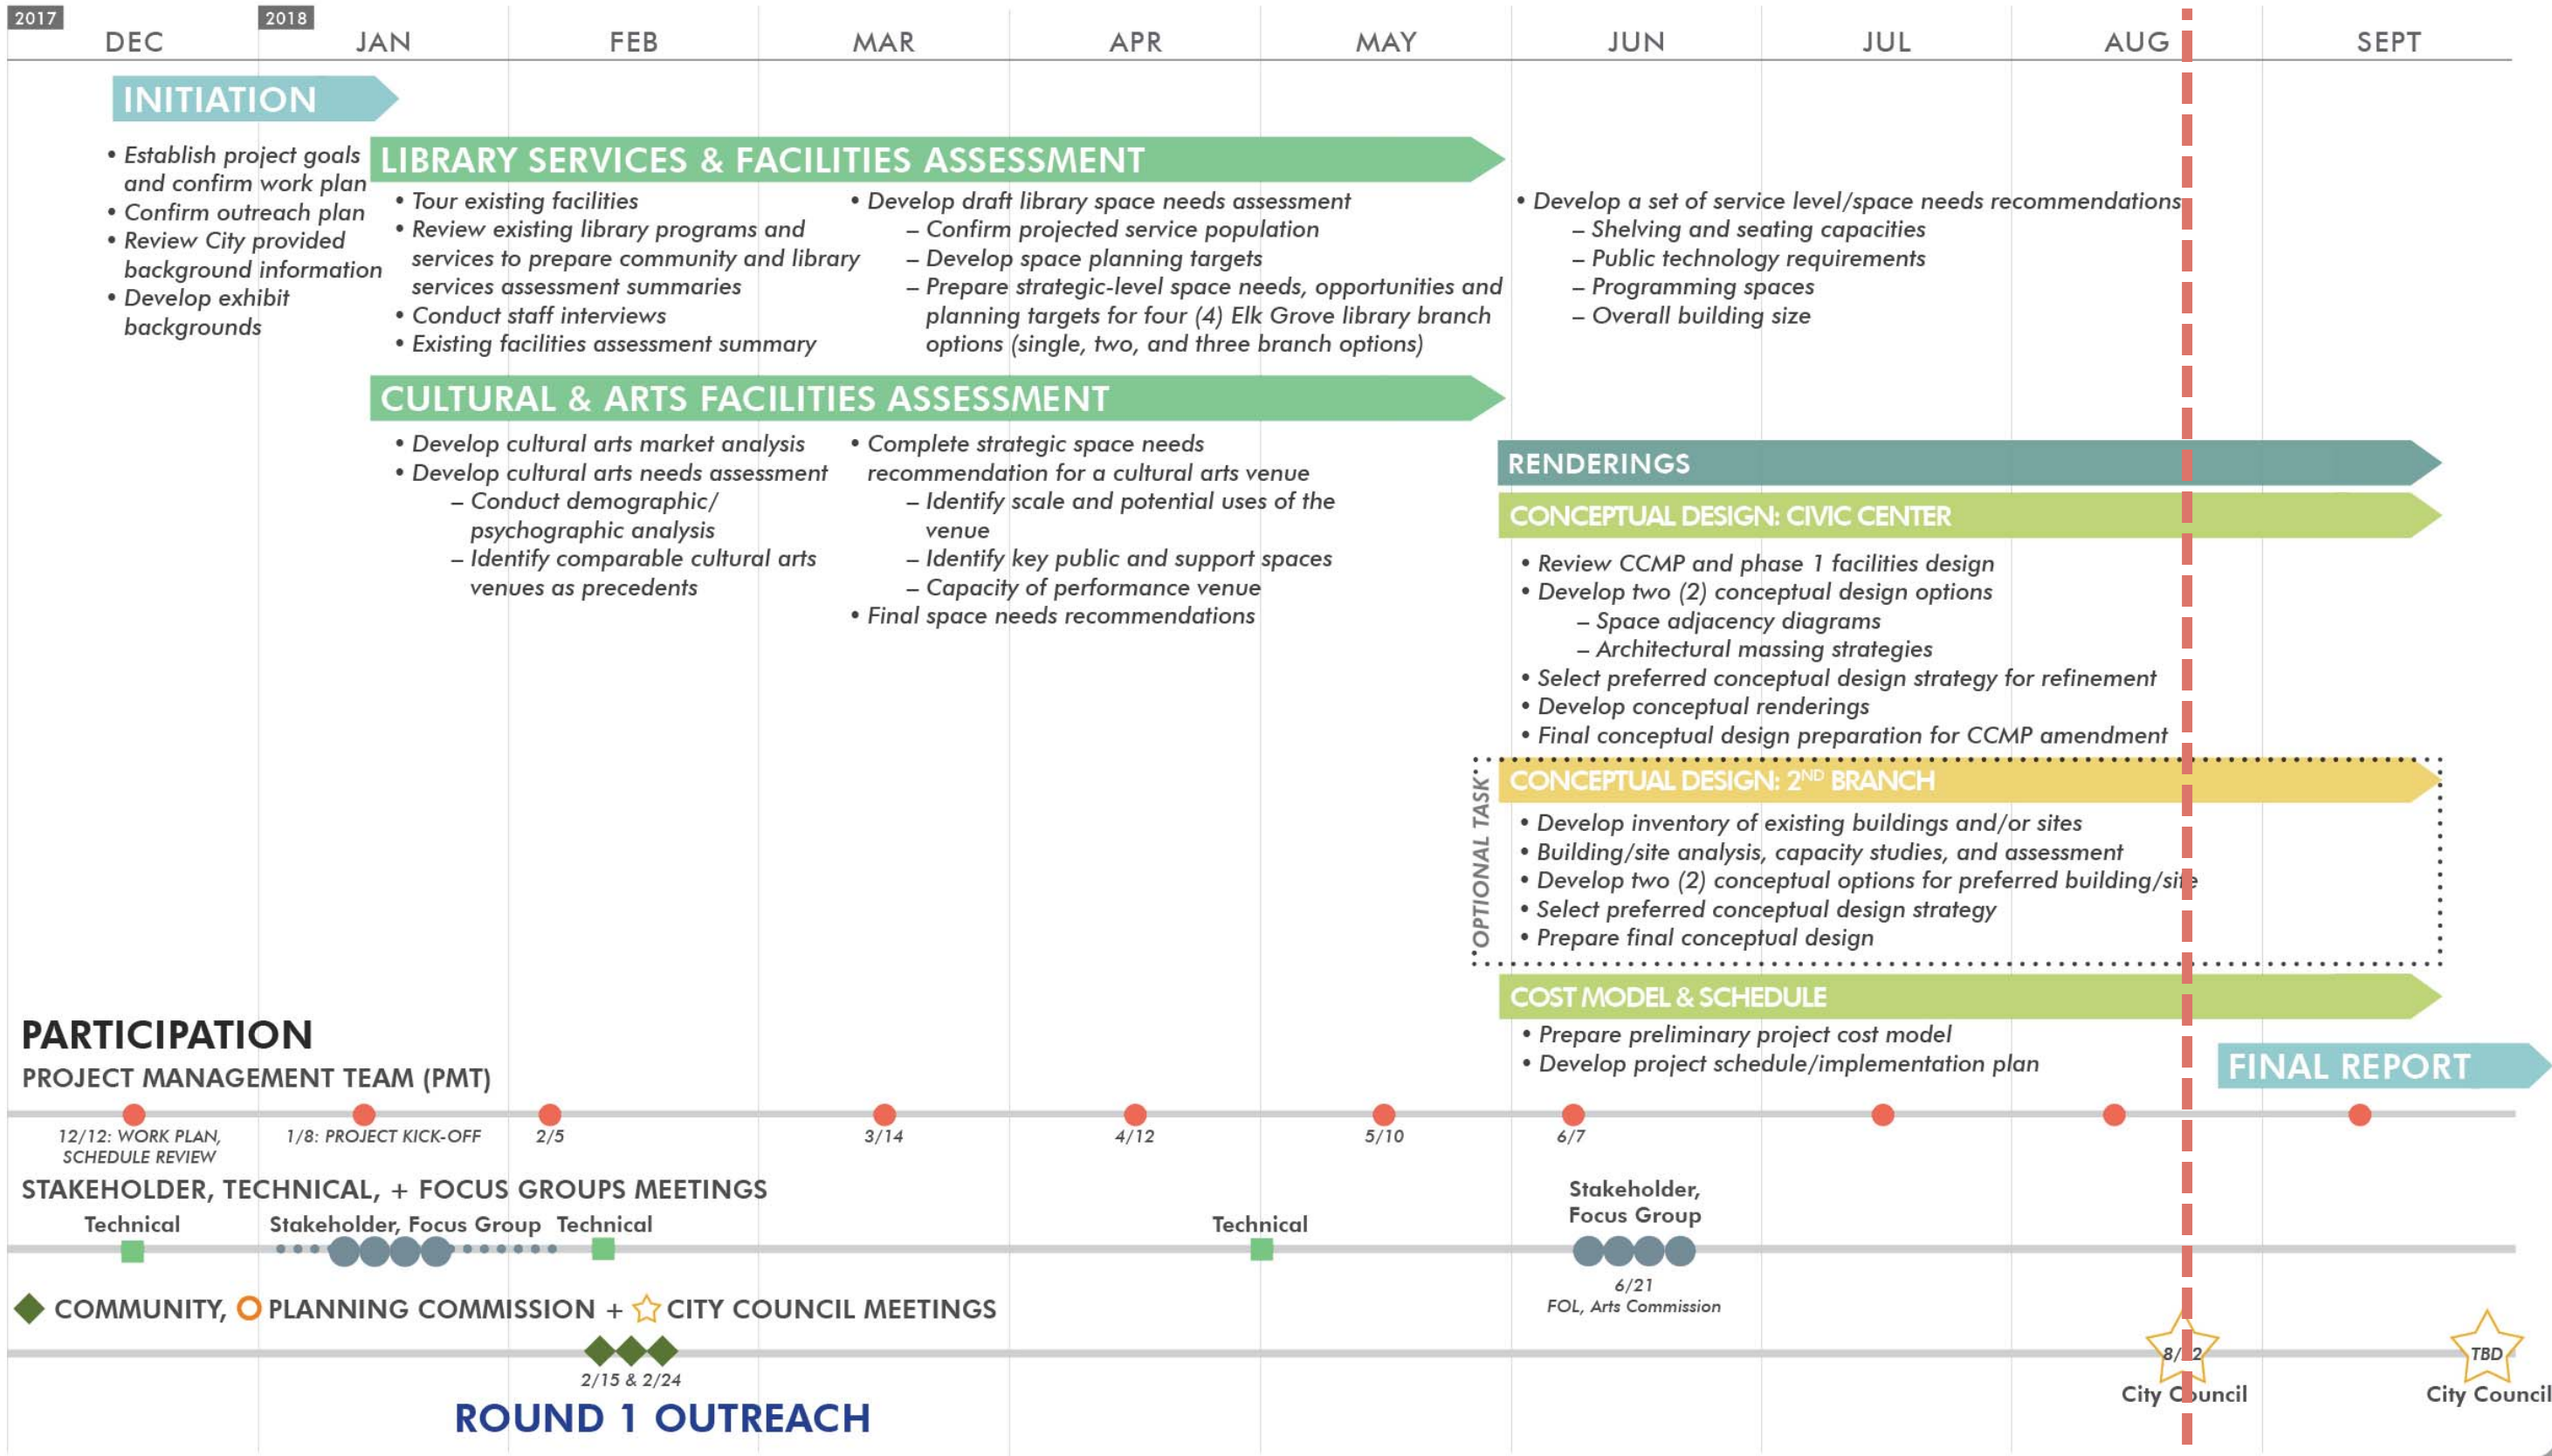 2017
2018
DEC
JAN
FEB
MAR
APR
MAY
JUN
JUL
AUG
SEPT
INITIATION
• Establish project goals
and confirm work plan
• Confirm outreach plan
• Review City provided
background information
• Develop exhibit
backgrounds
LIBRARY SERVICES & FACILITIES ASSESSMENT
• Tour existing facilities
• Review existing library programs and
services to prepare community and library
services assessment summaries
• Conduct staff interviews
• Existing facilities assessment summary
• Develop draft library space needs assessment
– Confirm projected service population
– Develop space planning targets
– Prepare strategic-level space needs, opportunities and
planning targets for four (4) Elk Grove library branch
options (single, two, and three branch options)
• Develop a set of service level/space needs recommendations
– Shelving and seating capacities
– Public technology requirements
– Programming spaces
– Overall building size
CULTURAL & ARTS FACILITIES ASSESSMENT
• Develop cultural arts market analysis
• Develop cultural arts needs assessment
– Conduct demographic/
psychographic analysis
– Identify comparable cultural arts
venues as precedents
• Complete strategic space needs
recommendation for a cultural arts venue
– Identify scale and potential uses of the
venue
– Identify key public and support spaces
– Capacity of performance venue
• Final space needs recommendations
RENDERINGS
CONCEPTUAL DESIGN: CIVIC CENTER
• Review CCMP and phase 1 facilities design
• Develop two (2) conceptual design options
– Space adjacency diagrams
– Architectural massing strategies
• Select preferred conceptual design strategy for refinement
• Develop conceptual renderings
• Final conceptual design preparation for CCMP amendment
OPTIONAL TASK
CONCEPTUAL DESIGN: 2ND BRANCH
• Develop inventory of existing buildings and/or sites
• Building/site analysis, capacity studies, and assessment
• Develop two (2) conceptual options for preferred building/site
• Select preferred conceptual design strategy
• Prepare final conceptual design
COST MODEL & SCHEDULE
• Prepare preliminary project cost model
• Develop project schedule/implementation plan
FINAL REPORT
PARTICIPATION
PROJECT MANAGEMENT TEAM (PMT)
12/12: WORK PLAN,
SCHEDULE REVIEW
1/8: PROJECT KICK-OFF
2/5
3/14
4/12
5/10
6/7
STAKEHOLDER, TECHNICAL, + FOCUS GROUPS MEETINGS
Technical
Stakeholder, Focus Group
Technical
Technical
Stakeholder,
Focus Group
6/21
FOL, Arts Commission
COMMUNITY, PLANNING COMMISSION + CITY COUNCIL MEETINGS
2/15 & 2/24
ROUND 1 OUTREACH
City Council
TBD
City Council